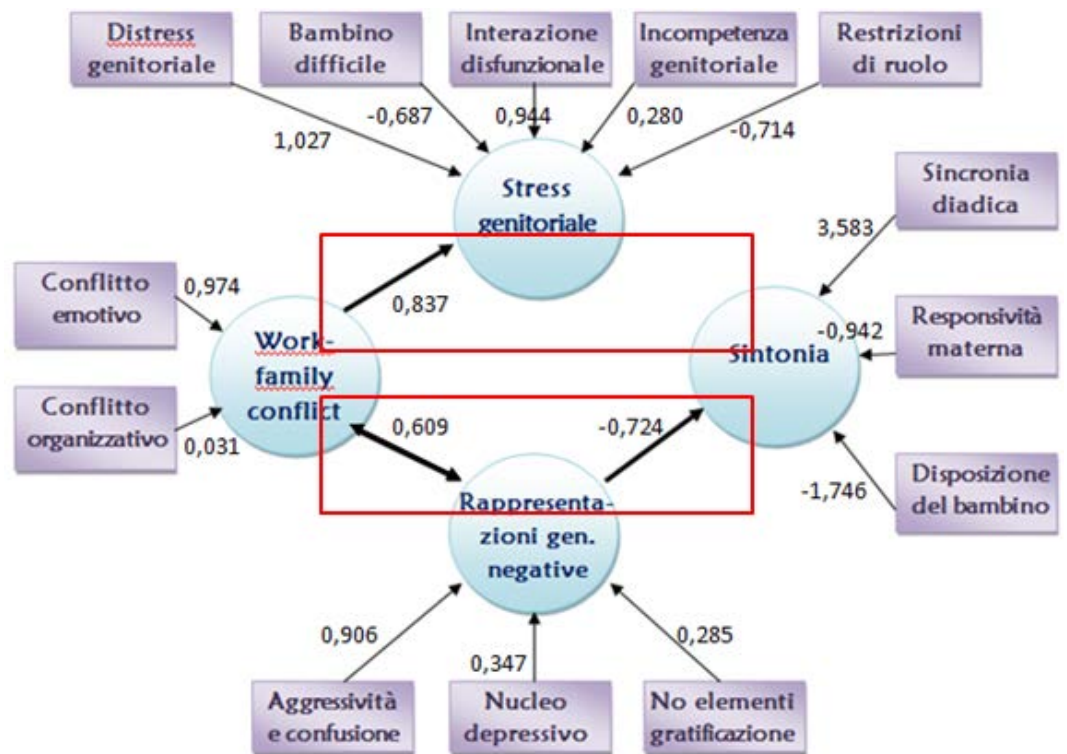 Distress
genitoriale
Bambino
difficile
Interazione
disfunzionale
Incompetenza
genitoriale
Restrizioni
di ruolo
1,027
-0,687
0,944
0,280
-0,714
Stress
genitoriale
Sincronia
diadica
3,583
Conflitto
emotivo
0,974
0,837
Work-
family
conflict
Sintonia
-0,942
Responsività
materna
Conflitto
organizzativo
0,031
0,609
-0,724
-1,746
Disposizione
del bambino
Rappresenta-
zioni gen.
negative
0,906
0,347
0,285
Aggressività
e confusione
Nucleo
depressivo
No elementi
gratificazione